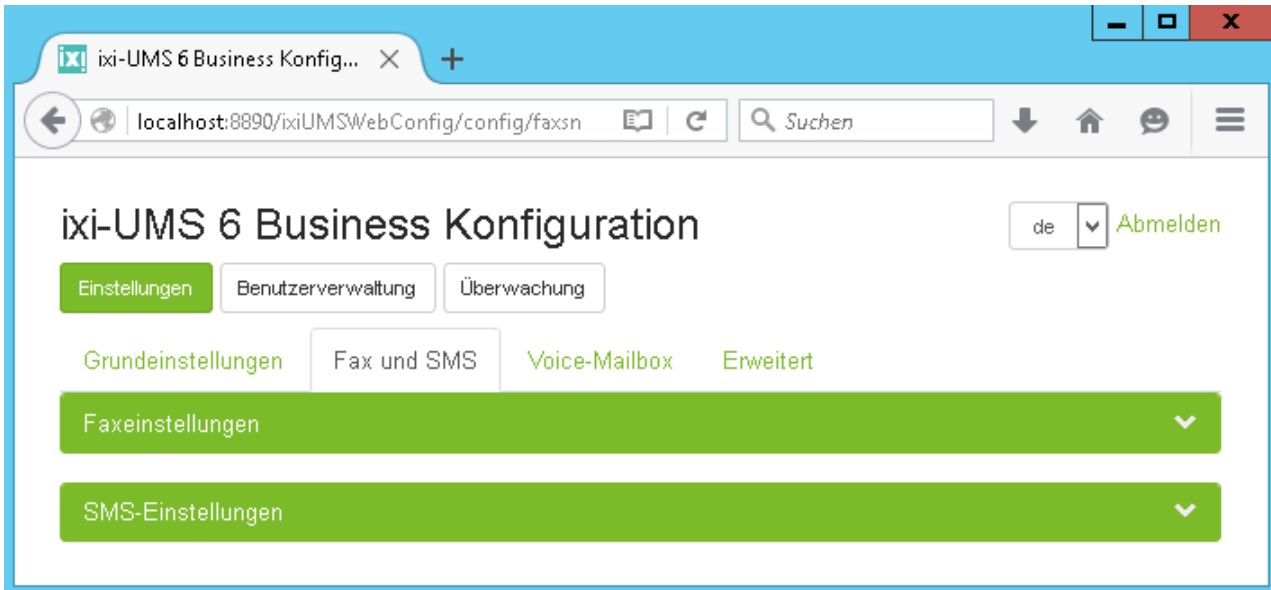 ixi ixi-UMS 6 Business Konfig...
localhost:8890/ixiUMSWebConfig/config/faxsn Suchen
ixi-UMS 6 Business Konfiguration de Abmelden
Einstellungen Benutzerverwaltung Überwachung
Grundeinstellungen Fax und SMS Voice-Mailbox Erweitert
Faxeinstellungen
SMS-Einstellungen